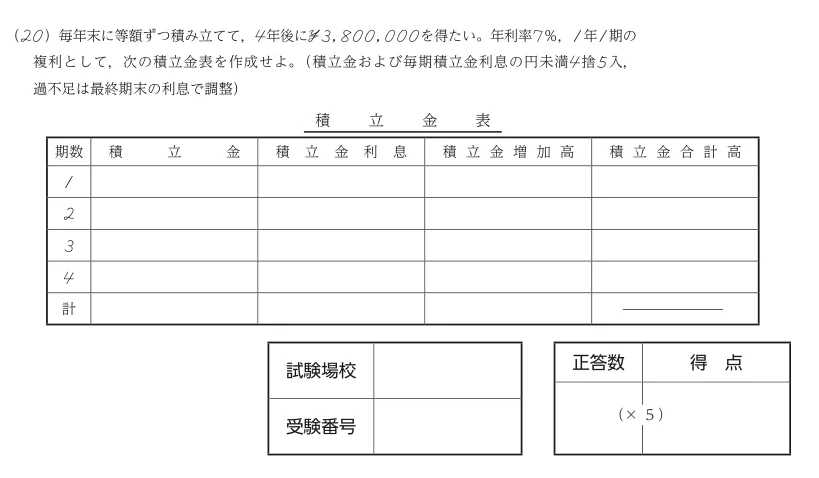 (20) 毎年末に等額ずつ積み立てて，4年後に¥3,800,000を得たい。年利率7%，1年1期の
複利として，次の積立金表を作成せよ。(積立金および毎期積立金利息の円未満4捨5入，
過不足は最終期末の利息で調整)
積立金表
期数 積立金 積立金利息 積立金増加高 積立金合計高
1
2
3
4
計
試験場校
受験番号
正答数 得点
(× 5)